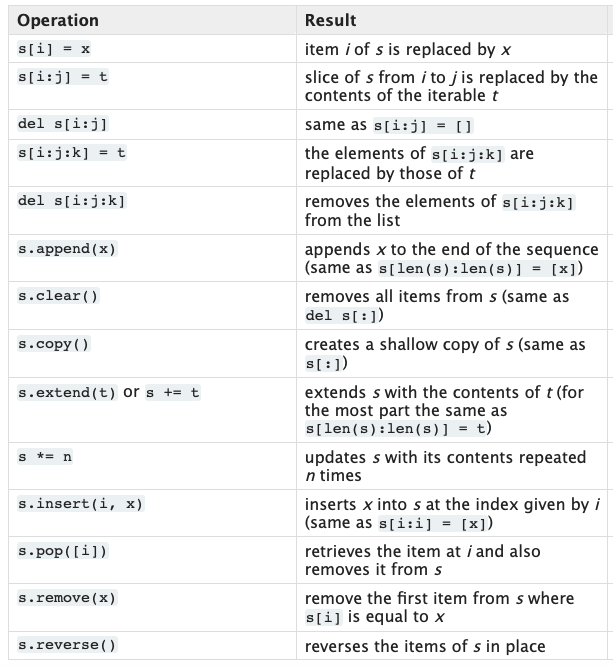 Operation Result
s[i] = x item i of s is replaced by x
s[i:j] = t slice of s from i to j is replaced by the
contents of the iterable t
del s[i:j] same as s[i:j] = []
s[i:j:k] = t the elements of s[i:j:k] are
replaced by those of t
del s[i:j:k] removes the elements of s[i:j:k]
from the list
s.append(x) appends x to the end of the sequence
(same as s[len(s):len(s)] = [x])
s.clear() removes all items from s (same as
del s[:])
s.copy() creates a shallow copy of s (same as
s[:])
s.extend(t) or s += t extends s with the contents of t (for
the most part the same as
s[len(s):len(s)] = t)
s *= n updates s with its contents repeated
n times
s.insert(i, x) inserts x into s at the index given by i
(same as s[i:i] = [x])
s.pop([i]) retrieves the item at i and also
removes it from s
s.remove(x) remove the first item from s where
s[i] is equal to x
s.reverse() reverses the items of s in place